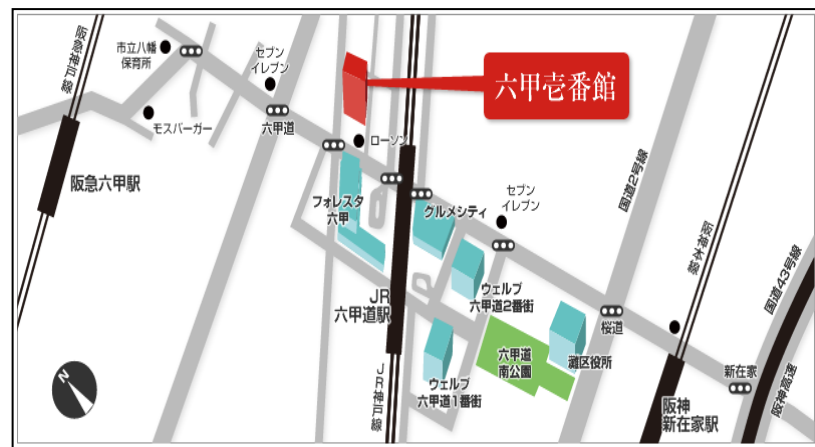 阪急神戸線
市立八幡
保育所
セブン
イレブン
モスバーガー
六甲道
阪急六甲駅
六甲壱番館
ローソン
フォレスタ
六甲
グルメシティ
セブン
イレブン
国道2号線
阪神本線
国道43号線
JR
六甲道駅
ウェルブ
六甲道2番街
桜道
六甲道
南公園
灘区役所
新在家
ウェルブ
六甲道1番街
JR神戸線
阪神
新在家駅
阪神高速
N